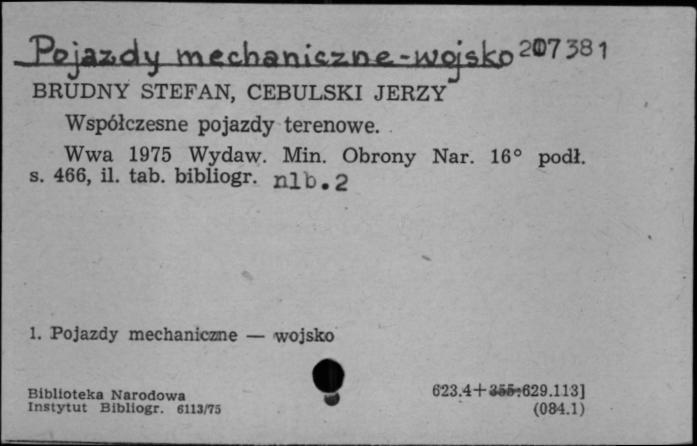 Pojazdy mechaniczne - wojsko 207381
BRUDNY STEFAN, CEBULSKI JERZY
Współczesne pojazdy terenowe.
Wwa 1975 Wydaw. Min. Obrony Nar. 16° podł.
s. 466, il. tab. bibliogr. nlb.2
1. Pojazdy mechaniczne — wojsko
Biblioteka Narodowa 623.4+355:629.113]
Instytut Bibliogr. 6113/75 (084.1)